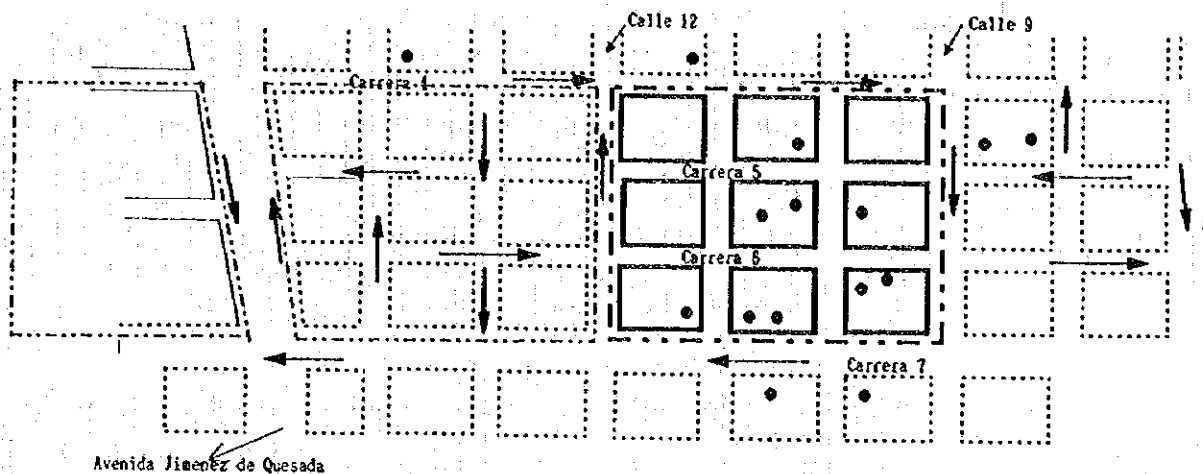 Calle 12
Calle 9
Carrera 4
Carrera 5
Carrera 6
Carrera 7
Avenida Jimenez de Quesada